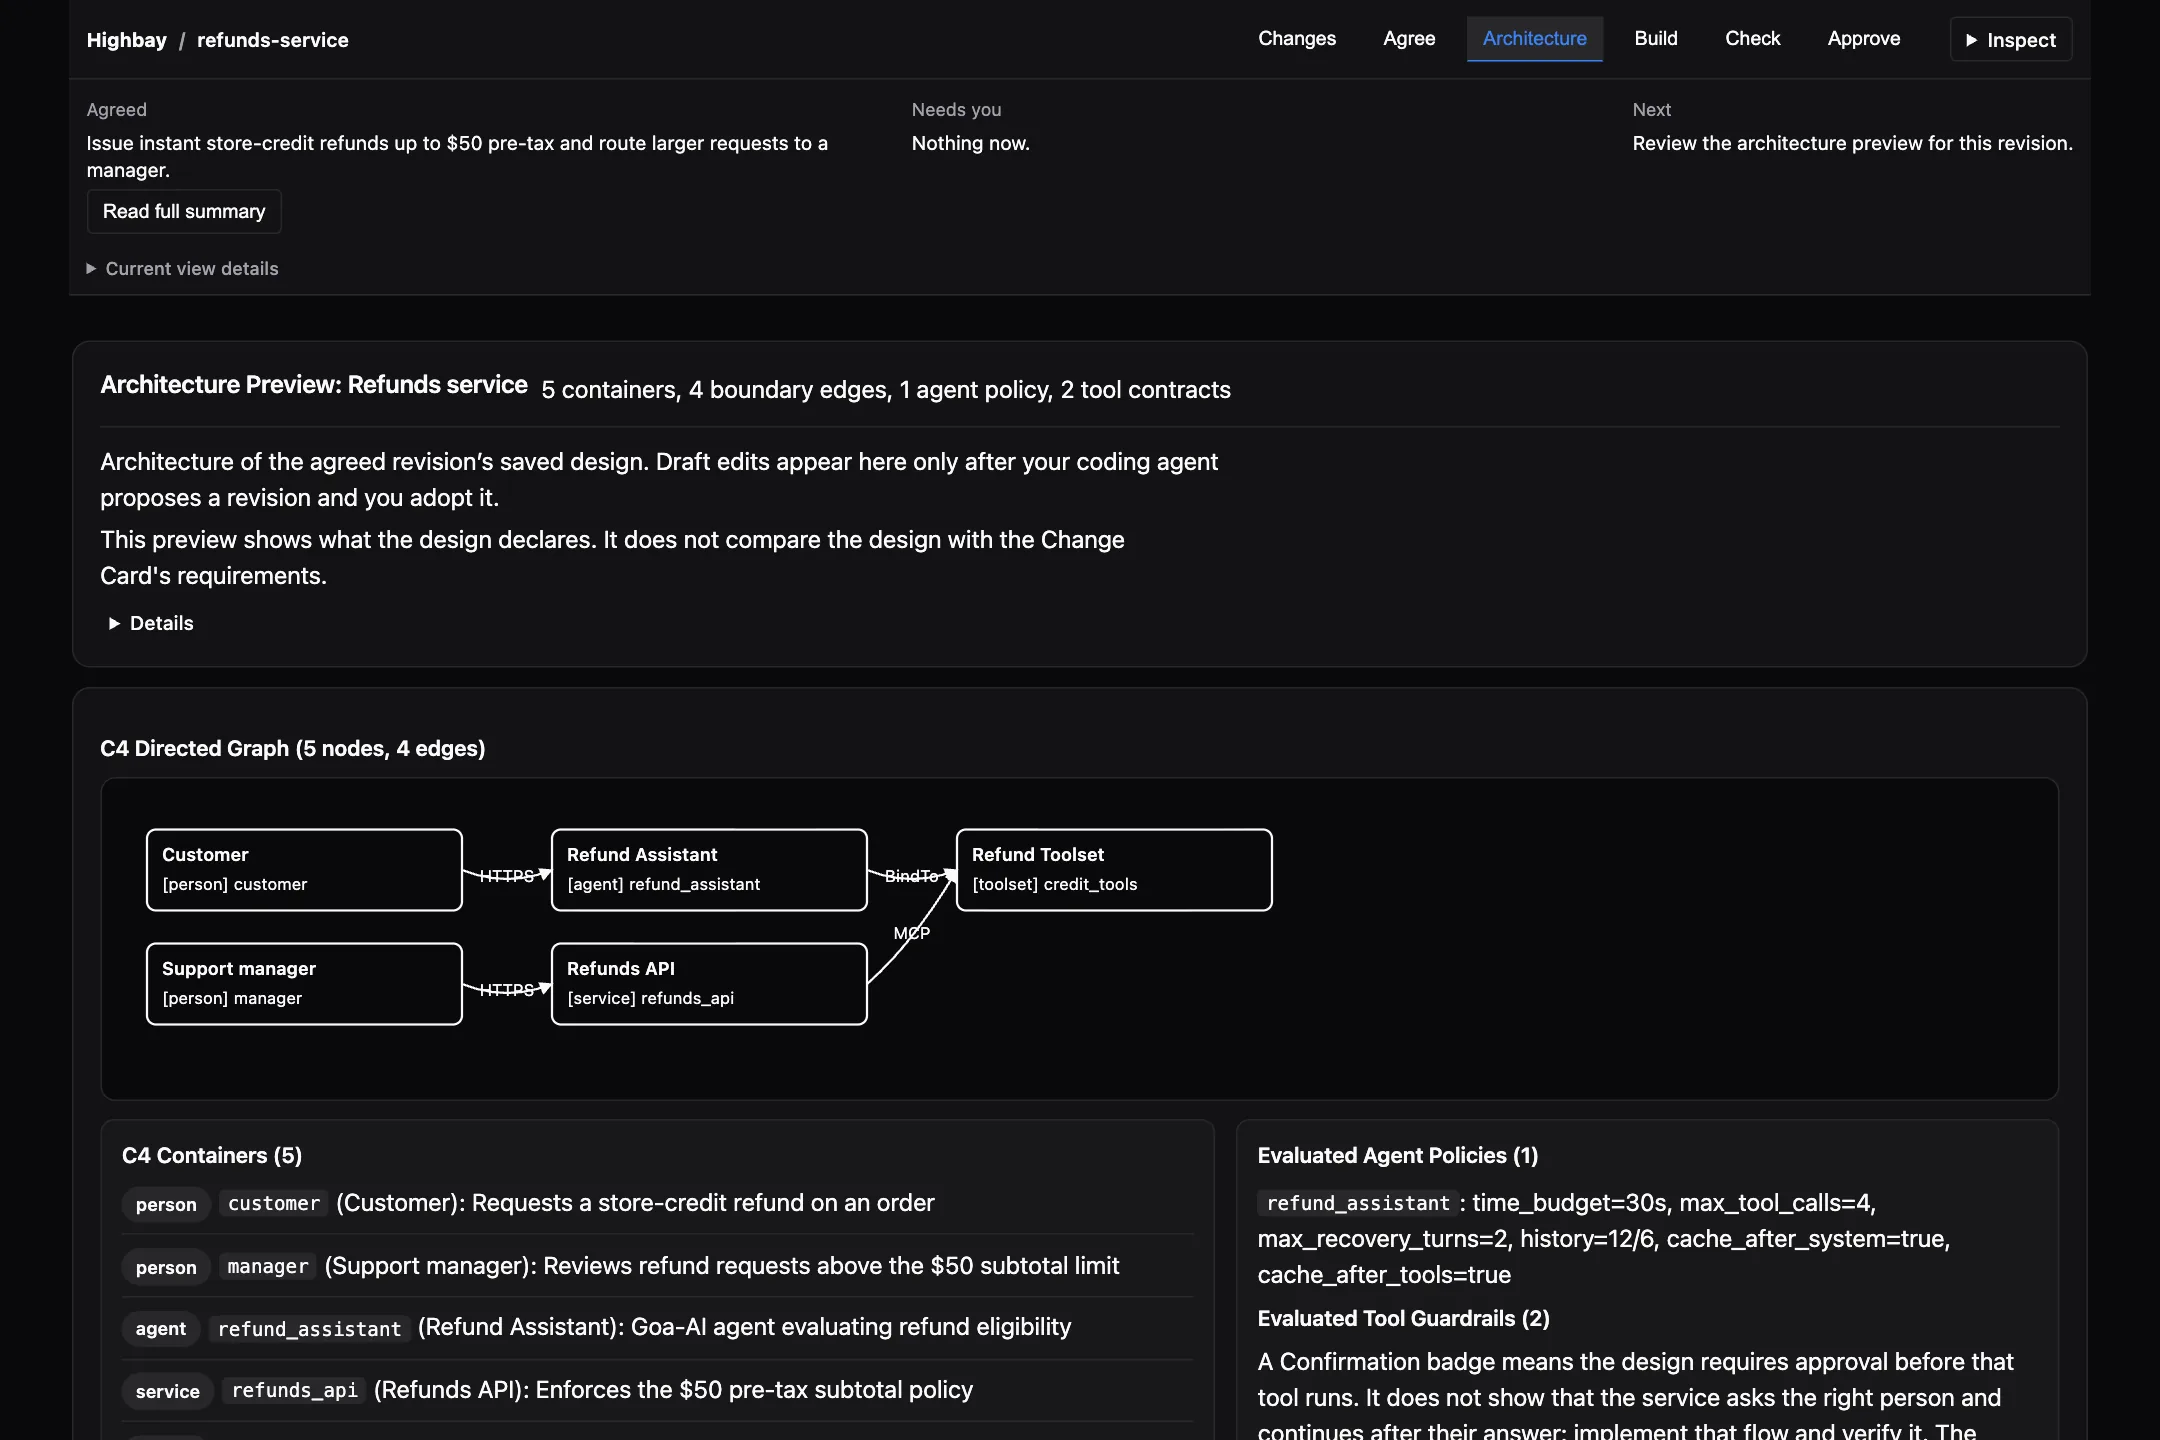 Highbay / refunds-service
Changes Agree Architecture Build Check Approve ▶ Inspect
Agreed
Issue instant store-credit refunds up to $50 pre-tax and route larger requests to a
manager.
Read full summary
▶ Current view details
Needs you
Nothing now.
Next
Review the architecture preview for this revision.
Architecture Preview: Refunds service 5 containers, 4 boundary edges, 1 agent policy, 2 tool contracts
Architecture of the agreed revision’s saved design. Draft edits appear here only after your coding agent
proposes a revision and you adopt it.
This preview shows what the design declares. It does not compare the design with the Change
Card's requirements.
▶ Details
C4 Directed Graph (5 nodes, 4 edges)
Customer
[person] customer
HTTPS
Refund Assistant
[agent] refund_assistant
BindTo
Refund Toolset
[toolset] credit_tools
MCP
Support manager
[person] manager
HTTPS
Refunds API
[service] refunds_api
C4 Containers (5)
person customer (Customer): Requests a store-credit refund on an order
person manager (Support manager): Reviews refund requests above the $50 subtotal limit
agent refund_assistant (Refund Assistant): Goa-AI agent evaluating refund eligibility
service refunds_api (Refunds API): Enforces the $50 pre-tax subtotal policy
Evaluated Agent Policies (1)
refund_assistant: time_budget=30s, max_tool_calls=4,
max_recovery_turns=2, history=12/6, cache_after_system=true,
cache_after_tools=true
Evaluated Tool Guardrails (2)
A Confirmation badge means the design requires approval before that
tool runs. It does not show that the service asks the right person and
continues after their answer; implement that flow and verify it. The